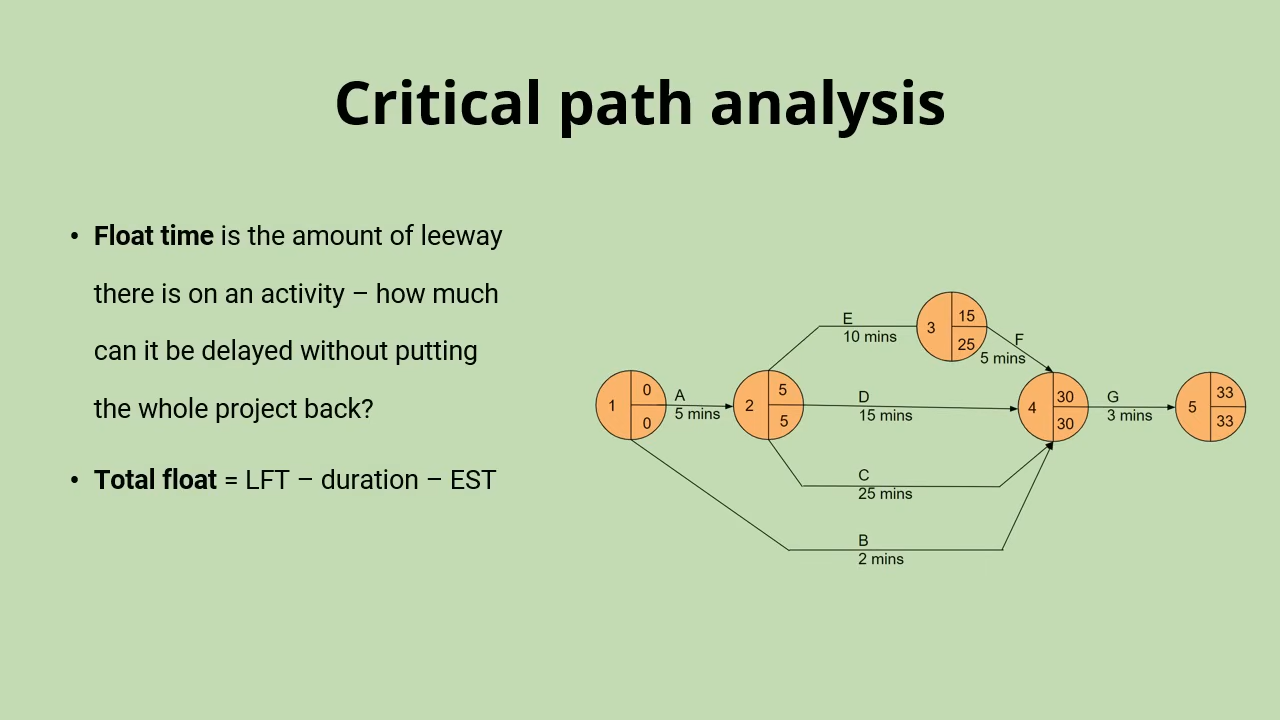 Critical path analysis
• Float time is the amount of leeway
there is on an activity – how much
can it be delayed without putting
the whole project back?
• Total float = LFT – duration – EST
E
10 mins
3
15
25
F
5 mins
1
0
0
A
5 mins
2
5
5
D
15 mins
4
30
30
G
3 mins
5
33
33
C
25 mins
B
2 mins